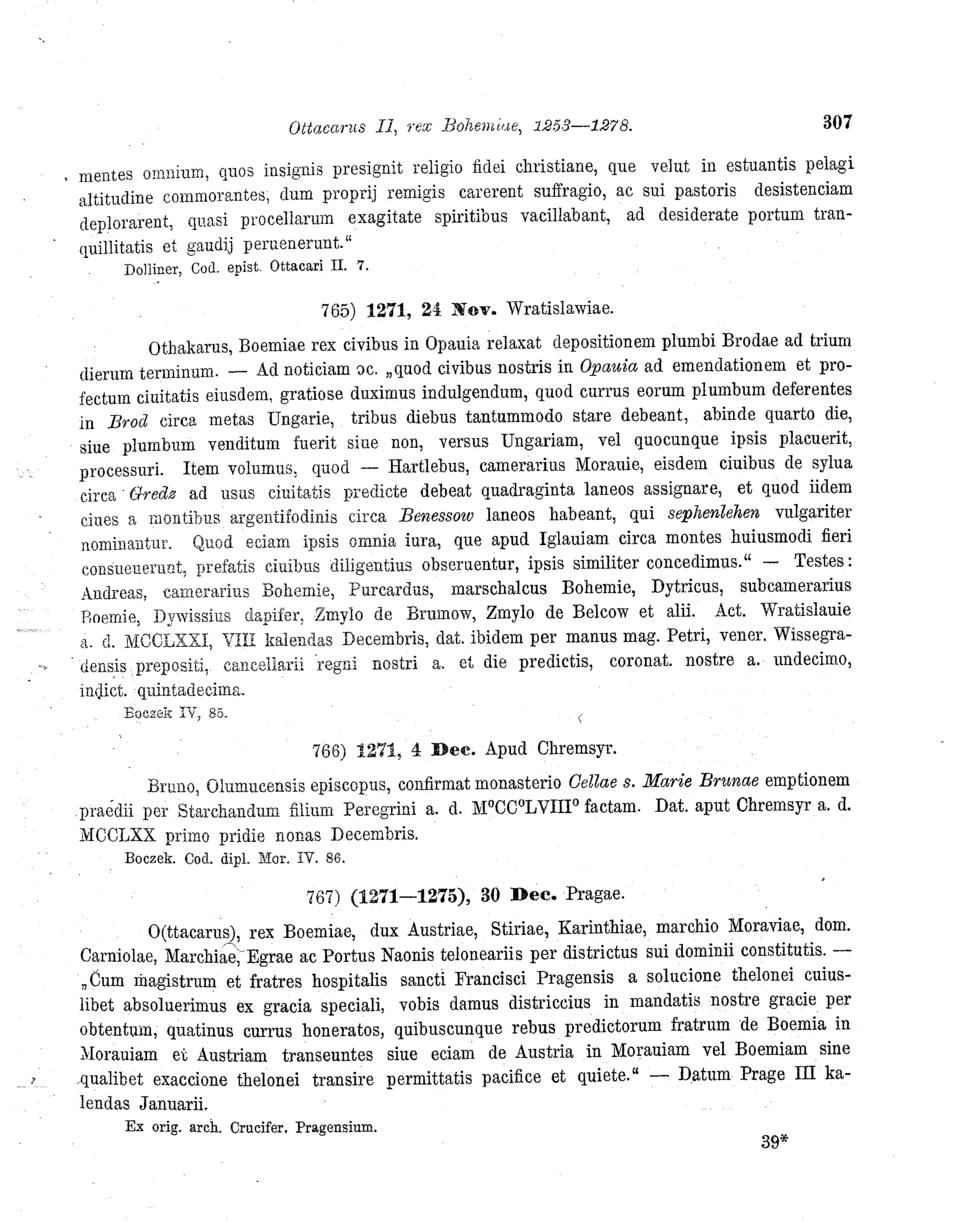 Ottacarus II, rex Bohemiae, 1253—1278. 307
mentes omnium, quos insignis presignit religio fidei christiane, que velut in estuantis pelagi
altitudine commorantes, dum proprij remigis carerent suffragio, ac sui pastoris desistenciam
deplorarent, quasi procellarum exagitate spiritibus vacillabant, ad desiderate portum tran-
quillitatis et gaudij peruenerunt.“
Dolliner, Cod. epist. Ottacari II. 7.
765) 1271, 24 Nov. Wratislawiae.
Othakarus, Boemiae rex civibus in Opauia relaxat depositionem plumbi Brodae ad trium
dierum terminum. — Ad noticiam ɔc. „quod civibus nostris in Opauia ad emendationem et pro-
fectum ciuitatis eiusdem, gratiose duximus indulgendum, quod currus eorum plumbum deferentes
in Brod circa metas Ungarie, tribus diebus tantummodo stare debeant, abinde quarto die,
siue plumbum venditum fuerit siue non, versus Ungariam, vel quocunque ipsis placuerit,
processuri. Item volumus, quod — Hartlebus, camerarius Morauie, eisdem ciuibus de sylua
circa Gredz ad usus ciuitatis predicte debeat quadraginta laneos assignare, et quod iidem
ciues a montibus argentifodinis circa Benessow laneos habeant, qui sephenlehen vulgariter
nominantur. Quod eciam ipsis omnia iura, que apud Iglauiam circa montes huiusmodi fieri
consueuerunt, prefatis ciuibus diligentius obseruentur, ipsis similiter concedimus.“ — Testes:
Andreas, camerarius Bohemie, Purcardus, marschalcus Bohemie, Dytricus, subcamerarius
Boemie, Dywissius dapifer, Zmylo de Brumow, Zmylo de Belcow et alii. Act. Wratislauie
a. d. MCCLXXI, VIII kalendas Decembris, dat. ibidem per manus mag. Petri, vener. Wissegra-
densis prepositi, cancellarii regni nostri a. et die predictis, coronat. nostre a. undecimo,
indict. quintadecima.
Boczek IV, 85.
766) 1271, 4 Dec. Apud Chremsyr.
Bruno, Olumucensis episcopus, confirmat monasterio Cellae s. Marie Brunae emptionem
praedii per Starchandum filium Peregrini a. d. M⁰CC⁰LVIII⁰ factam. Dat. aput Chremsyr a. d.
MCCLXX primo pridie nonas Decembris.
Boczek. Cod. dipl. Mor. IV. 86.
767) (1271—1275), 30 Dec. Pragae.
O(ttacarus), rex Boemiae, dux Austriae, Stiriae, Karinthiae, marchio Moraviae, dom.
Carniolae, Marchiae, Egrae ac Portus Naonis teloneariis per districtus sui dominii constitutis. —
„Cum magistrum et fratres hospitalis sancti Francisci Pragensis a solucione thelonei cuius-
libet absoluerimus ex gracia speciali, vobis damus districcius in mandatis nostre gracie per
obtentum, quatinus currus honeratos, quibuscunque rebus predictorum fratrum de Boemia in
Morauiam et Austriam transeuntes siue eciam de Austria in Morauiam vel Boemiam sine
qualibet exaccione thelonei transire permittatis pacifice et quiete.“ — Datum Prage III ka-
lendas Januarii.
Ex orig. arch. Crucifer. Pragensium.
39*